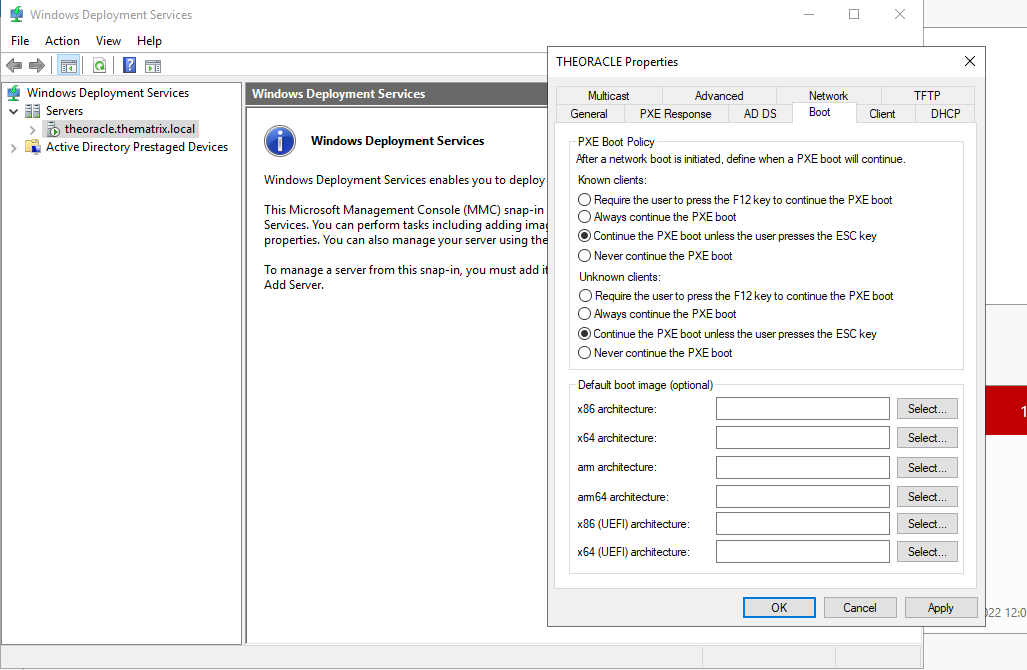 Windows Deployment Services
File Action View Help
Windows Deployment Services
Servers
theoracle.thematrix.local
Active Directory Prestaged Devices
Windows Deployment Services
Windows Deployment Services
Windows Deployment Services enables you to deploy
This Microsoft Management Console (MMC) snap-in
Services. You can perform tasks including adding
properties. You can also manage your server using the
To manage a server from this snap-in, you must add it
Add Server.
THEORACLE Properties
Multicast Advanced Network TFTP
General PXE Response AD DS Boot Client DHCP
PXE Boot Policy
After a network boot is initiated, define when a PXE boot will continue.
Known clients:
Require the user to press the F12 key to continue the PXE boot
Always continue the PXE boot
Continue the PXE boot unless the user presses the ESC key
Never continue the PXE boot
Unknown clients:
Require the user to press the F12 key to continue the PXE boot
Always continue the PXE boot
Continue the PXE boot unless the user presses the ESC key
Never continue the PXE boot
Default boot image (optional)
x86 architecture: Select...
x64 architecture: Select...
arm architecture: Select...
arm64 architecture: Select...
x86 (UEFI) architecture: Select...
x64 (UEFI) architecture: Select...
OK Cancel Apply